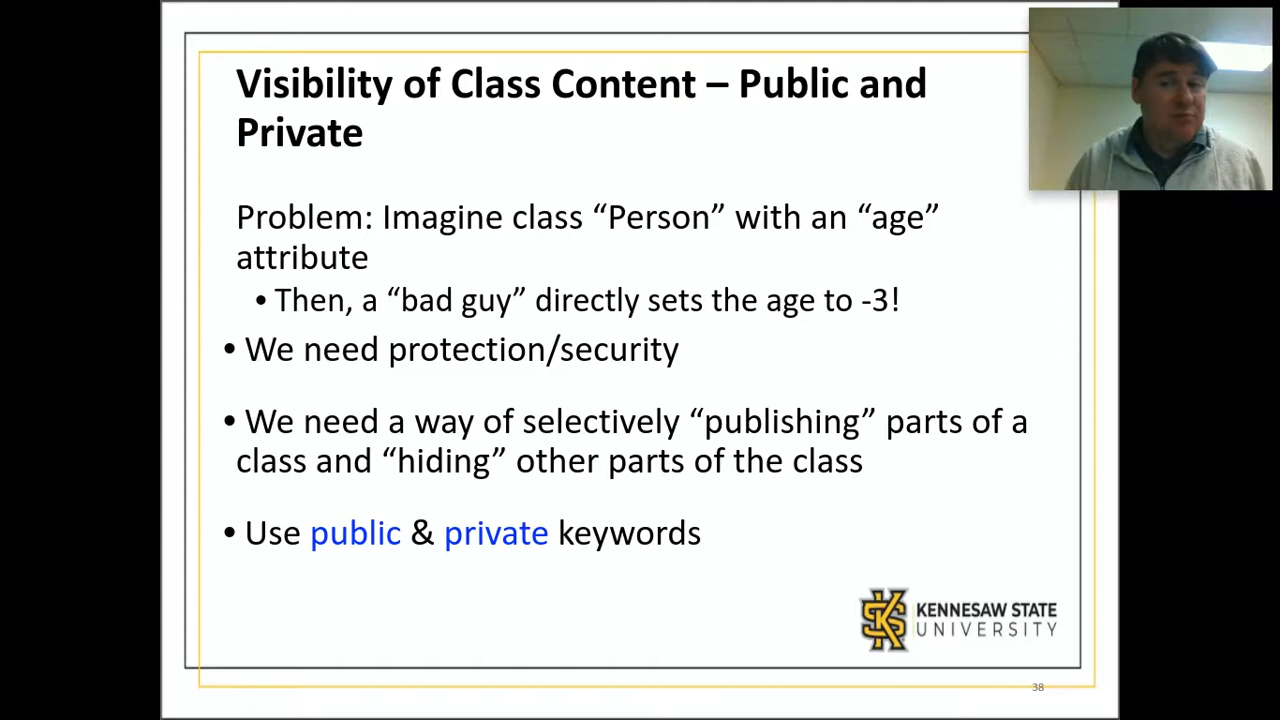 Visibility of Class Content – Public and
Private
Problem: Imagine class “Person” with an “age”
attribute
• Then, a “bad guy” directly sets the age to -3!
• We need protection/security
• We need a way of selectively “publishing” parts of a
class and “hiding” other parts of the class
• Use public & private keywords
KENNESAW STATE
UNIVERSITY
38